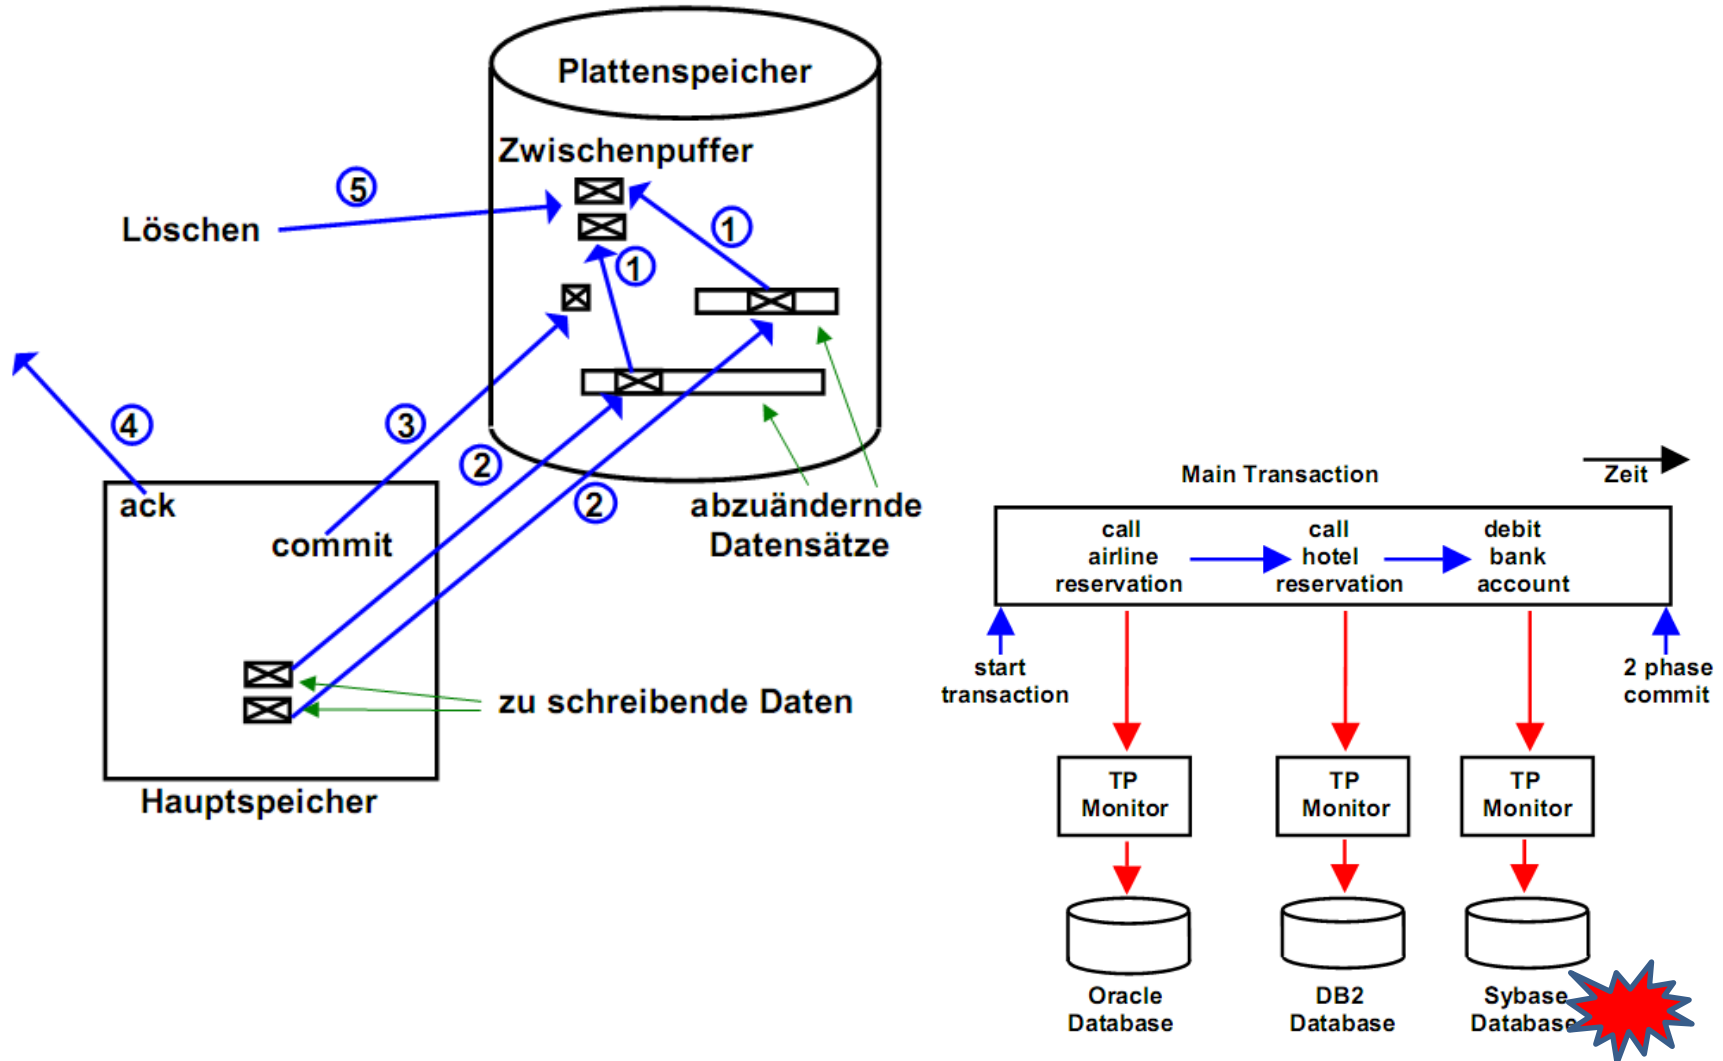 Plattenspeicher
Zwischenpuffer
5
Löschen
1
1
4
3
2
2
ack
commit
abzuändernde
Datensätze
zu schreibende Daten
Hauptspeicher
Main Transaction
Zeit
call
airline
reservation
call
hotel
reservation
debit
bank
account
start
transaction
2 phase
commit
TP
Monitor
TP
Monitor
TP
Monitor
Oracle
Database
DB2
Database
Sybase
Database